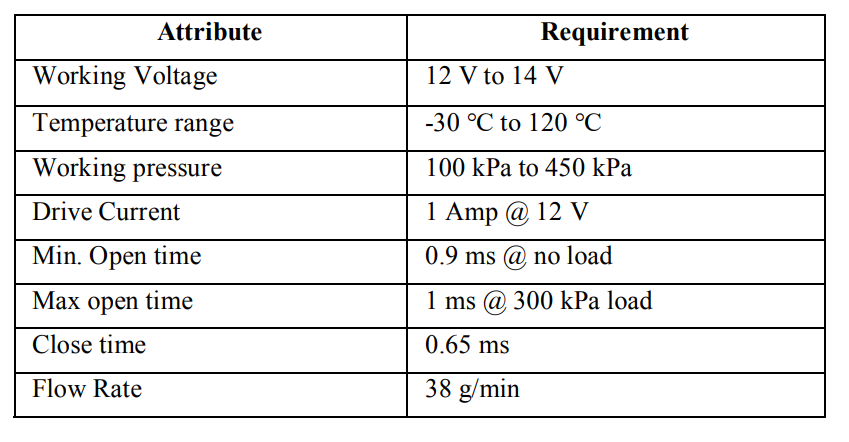 Attribute Requirement
Working Voltage 12 V to 14 V
Temperature range -30 ℃ to 120 ℃
Working pressure 100 kPa to 450 kPa
Drive Current 1 Amp @ 12 V
Min. Open time 0.9 ms @ no load
Max open time 1 ms @ 300 kPa load
Close time 0.65 ms
Flow Rate 38 g/min